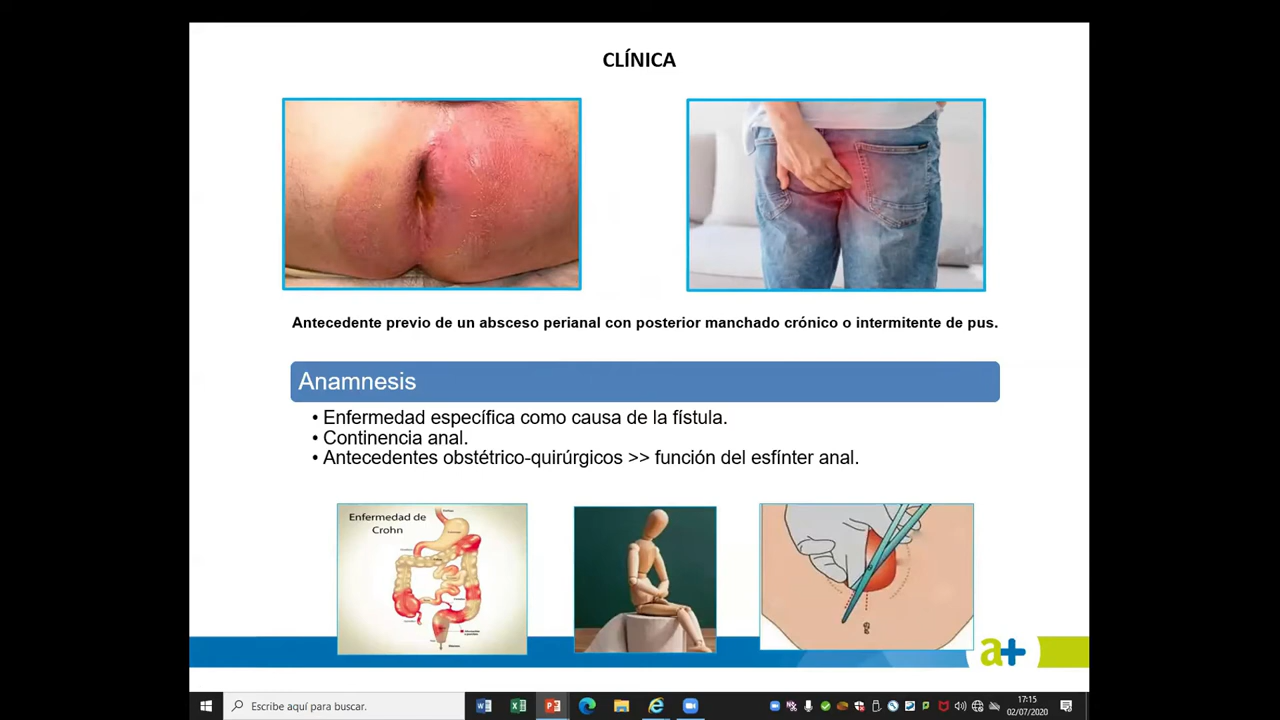 CLÍNICA
Antecedente previo de un absceso perianal con posterior manchado crónico o intermitente de pus.
Anamnesis
• Enfermedad específica como causa de la fístula.
• Continencia anal.
• Antecedentes obstétrico-quirúrgicos >> función del esfínter anal.
Enfermedad de
Crohn
a+
Escribe aquí para buscar.
17:15
02/07/2020